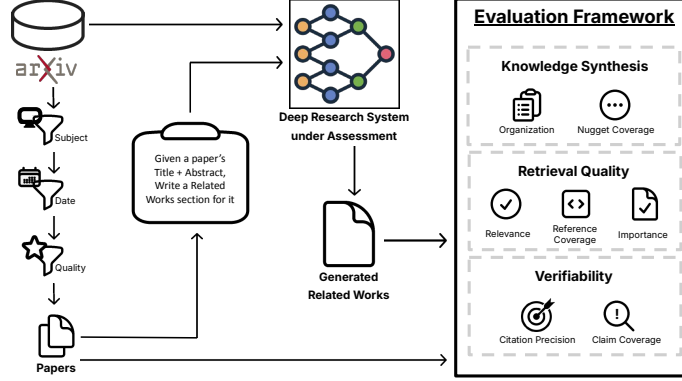 arXiv
Subject
Date
Quality
Papers
Given a paper's
Title + Abstract,
Write a Related
Works section for it
Deep Research System
under Assessment
Generated
Related Works
Evaluation Framework
Knowledge Synthesis
Organization
Nugget Coverage
Retrieval Quality
Relevance
Reference
Coverage
Importance
Verifiability
Citation Precision
Claim Coverage